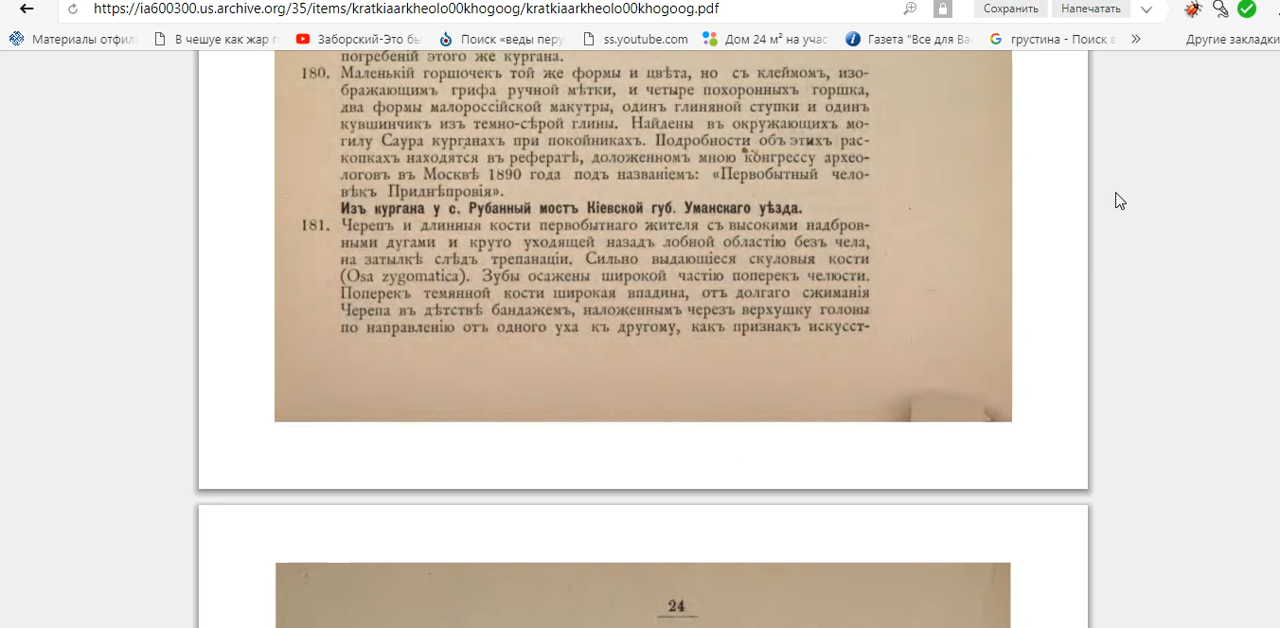 https://ia600300.us.archive.org/35/items/kratkiaarkheolo00khogoog/kratkiaarkheolo00khogoog.pdf
Сохранить
Напечатать
Материалы отфил
В чешуе как жар г
Заборский-Это бы
Поиск «веды перу
ss.youtube.com
Дом 24 м² на учас
Газета "Все для Ва
грустина - Поиск в
Другие закладки
погребеній этого же кургана.
180. Маленькій горшочекъ той же формы и цвѣта, но съ клеймомъ, изо-
бражающимъ грифа ручной мѣтки, и четыре похоронныхъ горшка,
два формы малороссійской макутры, одинъ глиняной ступки и одинъ
кувшинчикъ изъ темно-сѣрой глины. Найдены въ окружающихъ мо-
гилу Саура курганахъ при покойникахъ. Подробности объ этихъ рас-
копкахъ находятся въ рефератѣ, доложенномъ мною конгрессу архео-
логовъ въ Москвѣ 1890 года подъ названіемъ: «Первобытный чело-
вѣкъ Приднѣпровія».
Изъ кургана у с. Рубанный мостъ Кіевской губ. Уманскаго уѣзда.
181. Черепъ и длинныя кости первобытнаго жителя съ высокими надбров-
ными дугами и круто уходящей назадъ лобной областію безъ чела,
на затылкѣ слѣдъ трепанаціи. Сильно выдающіеся скуловыя кости
(Osa zygomatica). Зубы осажены широкой частію поперекъ челюсти.
Поперекъ темянной кости широкая впадина, отъ долгаго сжиманія
Черепа въ дѣтствѣ бандажемъ, наложеннымъ черезъ верхушку головы
по направленію отъ одного уха къ другому, какъ признакъ искусст-
24